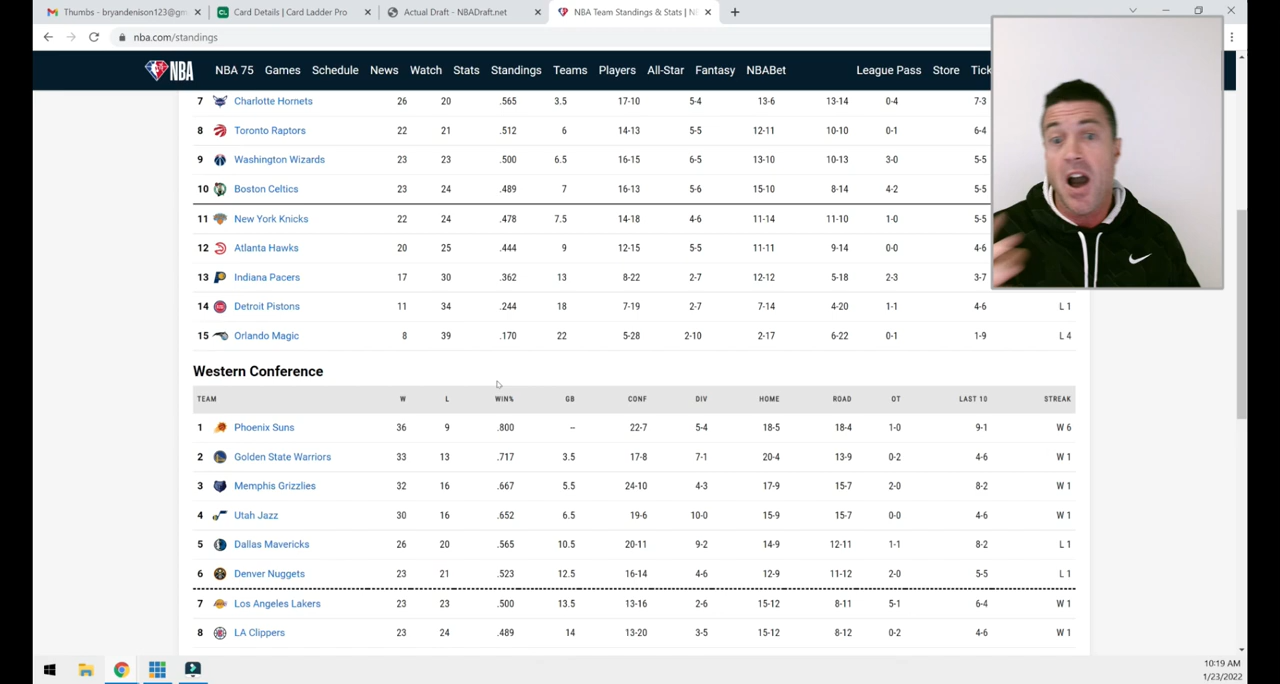 Thumbs - bryandenison123@gm
Card Details | Card Ladder Pro
Actual Draft - NBADraft.net
NBA Team Standings & Stats | N
nba.com/standings
NBA NBA 75 Games Schedule News Watch Stats Standings Teams Players All-Star Fantasy NBABet League Pass Store Tick
7 Charlotte Hornets 26 20 .565 3.5 17-10 5-4 13-6 13-14 0-4 7-3
8 Toronto Raptors 22 21 .512 6 14-13 5-5 12-11 10-10 0-1 6-4
9 Washington Wizards 23 23 .500 6.5 16-15 6-5 13-10 10-13 3-0 5-5
10 Boston Celtics 23 24 .489 7 16-13 5-6 15-10 8-14 4-2 5-5
11 New York Knicks 22 24 .478 7.5 14-18 4-6 11-14 11-10 1-0 5-5
12 Atlanta Hawks 20 25 .444 9 12-15 5-5 11-11 9-14 0-0 4-6
13 Indiana Pacers 17 30 .362 13 8-22 2-7 12-12 5-18 2-3 3-7
14 Detroit Pistons 11 34 .244 18 7-19 2-7 7-14 4-20 1-1 4-6 L 1
15 Orlando Magic 8 39 .170 22 5-28 2-10 2-17 6-22 0-1 1-9 L 4
Western Conference
TEAM W L WIN% GB CONF DIV HOME ROAD OT LAST 10 STREAK
1 Phoenix Suns 36 9 .800 -- 22-7 5-4 18-5 18-4 1-0 9-1 W 6
2 Golden State Warriors 33 13 .717 3.5 17-8 7-1 20-4 13-9 0-2 4-6 W 1
3 Memphis Grizzlies 32 16 .667 5.5 24-10 4-3 17-9 15-7 2-0 8-2 W 1
4 Utah Jazz 30 16 .652 6.5 19-6 10-0 15-9 15-7 0-0 4-6 W 1
5 Dallas Mavericks 26 20 .565 10.5 20-11 9-2 14-9 12-11 1-1 8-2 L 1
6 Denver Nuggets 23 21 .523 12.5 16-14 4-6 12-9 11-12 2-0 5-5 L 1
7 Los Angeles Lakers 23 23 .500 13.5 13-16 2-6 15-12 8-11 5-1 6-4 W 1
8 LA Clippers 23 24 .489 14 13-20 3-5 15-12 8-12 0-2 4-6 W 1
10:19 AM
1/23/2022